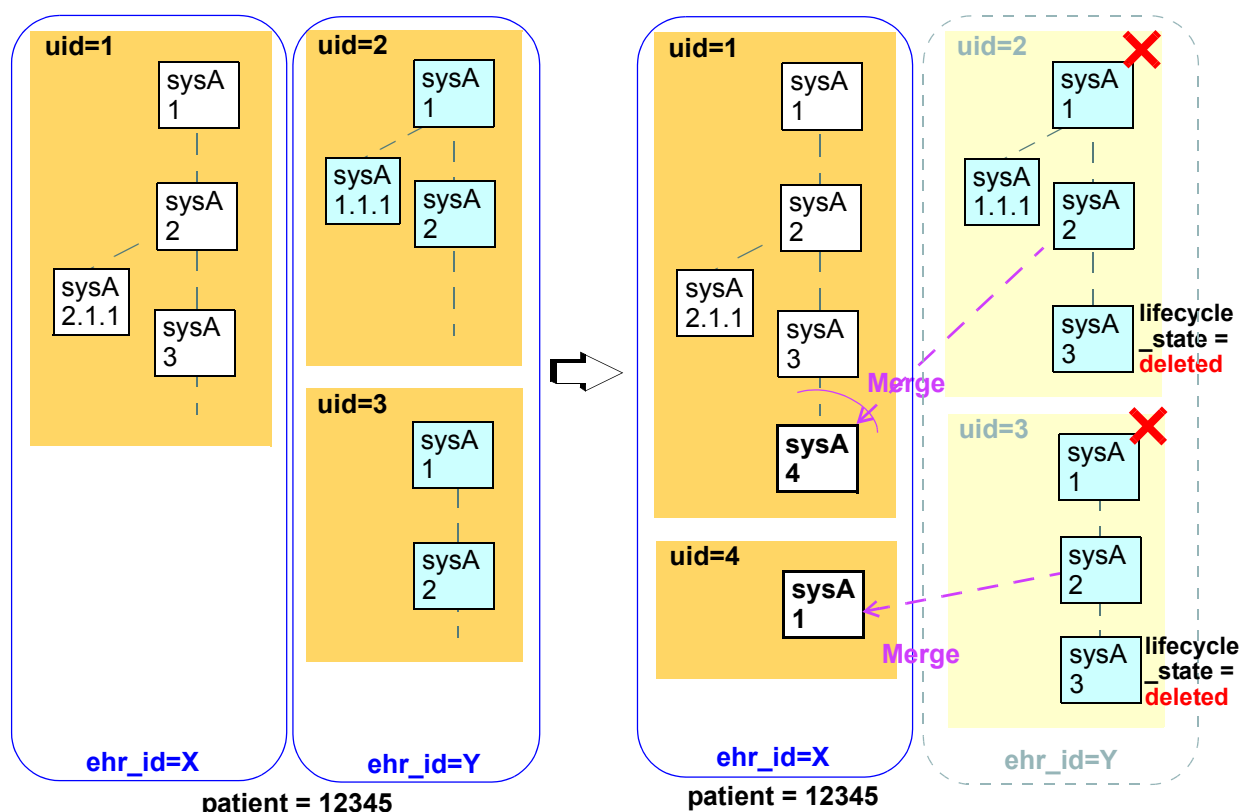 uid=1
sysA
1
sysA
2
sysA
2.1.1
sysA
3
ehr_id=X
uid=2
sysA
1
sysA
1.1.1
sysA
2
uid=3
sysA
1
sysA
2
ehr_id=Y
patient = 12345
uid=1
sysA
1
sysA
2
sysA
2.1.1
sysA
3
Merge
sysA
4
uid=4
sysA
1
Merge
ehr_id=X
patient = 12345
uid=2
sysA
1
sysA
1.1.1
sysA
2
sysA
3
lifecycle
_state =
deleted
uid=3
sysA
1
sysA
2
sysA
3
lifecycle
_state =
deleted
ehr_id=Y